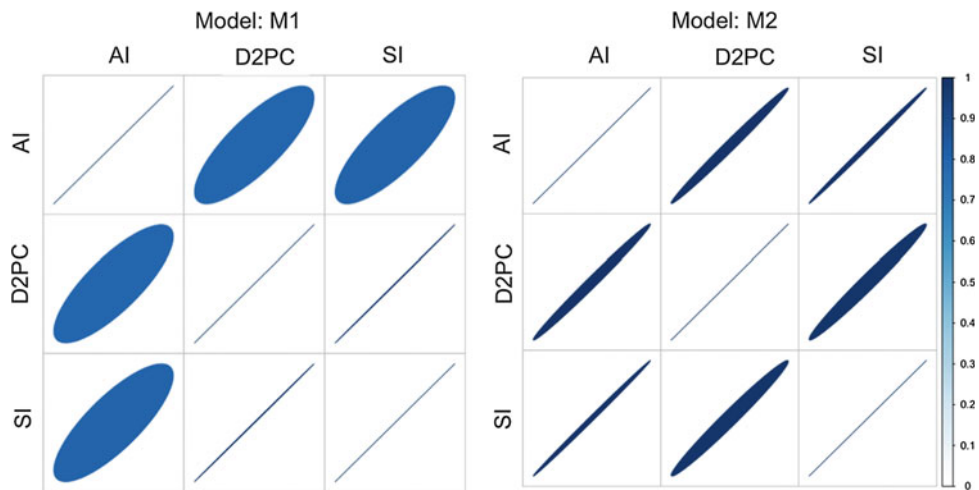 Model: M1
AI D2PC SI
AI
D2PC
SI
Model: M2
AI D2PC SI
AI
D2PC
SI
1
0.9
0.8
0.7
0.6
0.5
0.4
0.3
0.2
0.1
0